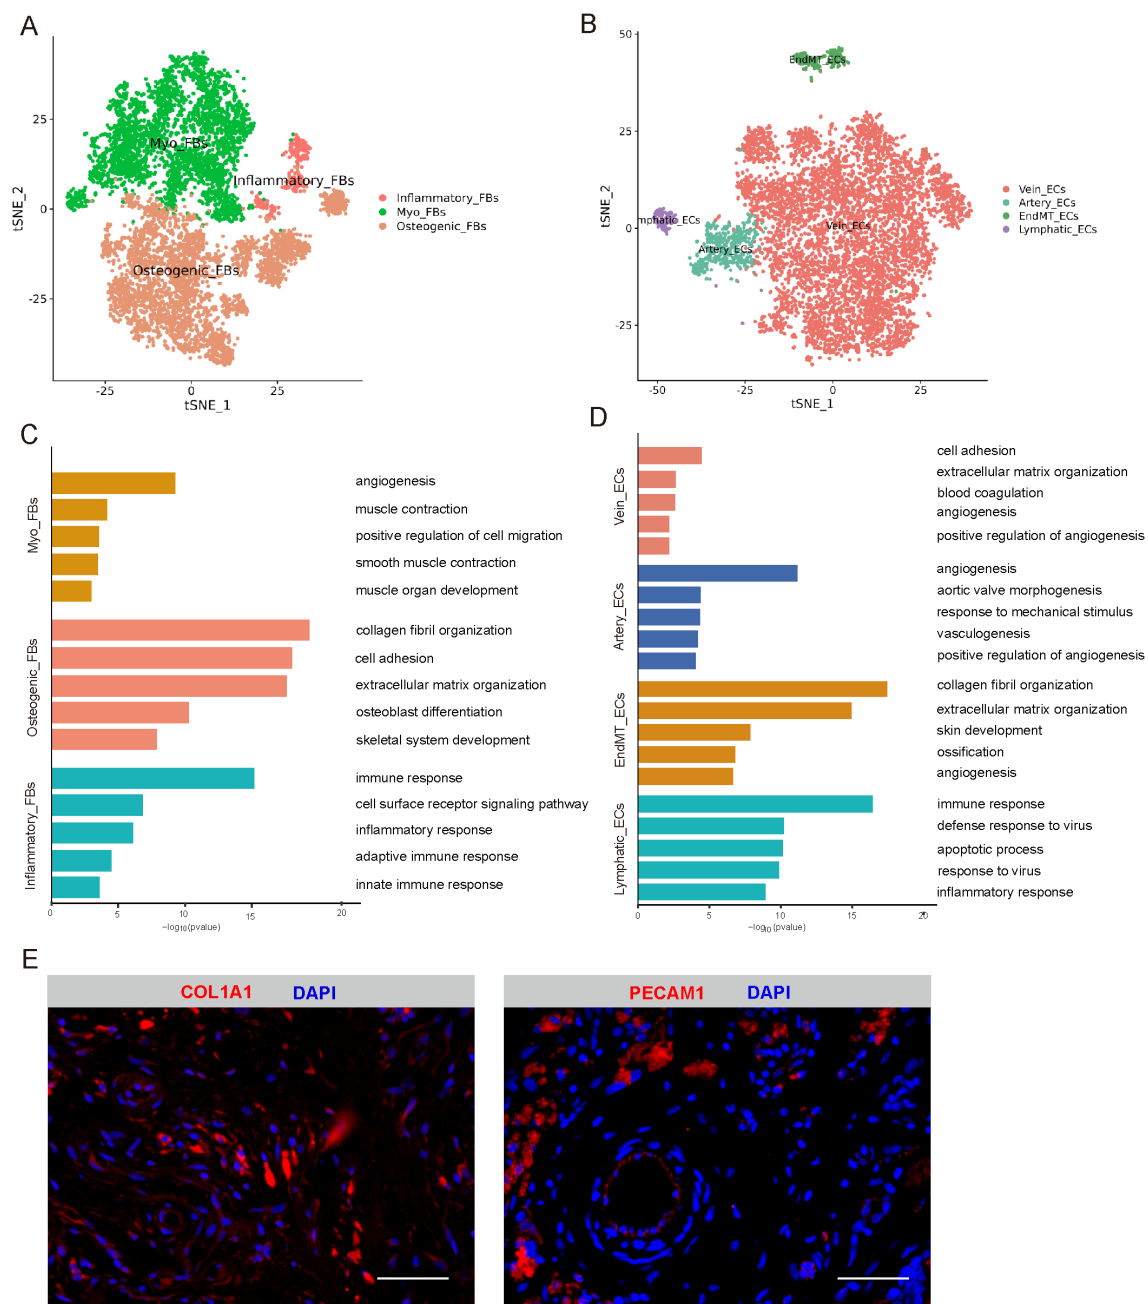 A
25
0
-25
tSNE_2
-25
0
25
tSNE_1
Myo_FBs
Inflammatory_FBs
Osteogenic_FBs
Inflammatory_FBs
Myo_FBs
Osteogenic_FBs
B
50
25
0
-25
tSNE_2
-50
-25
0
25
tSNE_1
EndMT_ECs
mphatic_ECs
Artery_ECs
Vein_ECs
Vein_ECs
Artery_ECs
EndMT_ECs
Lymphatic_ECs
C
Myo_FBs
angiogenesis
muscle contraction
positive regulation of cell migration
smooth muscle contraction
muscle organ development
Osteogenic_FBs
collagen fibril organization
cell adhesion
extracellular matrix organization
osteoblast differentiation
skeletal system development
Inflammatory_FBs
immune response
cell surface receptor signaling pathway
inflammatory response
adaptive immune response
innate immune response
0 5 10 15 20
−log10(pvalue)
D
Vein_ECs
cell adhesion
extracellular matrix organization
blood coagulation
angiogenesis
positive regulation of angiogenesis
Artery_ECs
angiogenesis
aortic valve morphogenesis
response to mechanical stimulus
vasculogenesis
positive regulation of angiogenesis
EndMT_ECs
collagen fibril organization
extracellular matrix organization
skin development
ossification
angiogenesis
Lymphatic_ECs
immune response
defense response to virus
apoptotic process
response to virus
inflammatory response
0 5 10 15 20
−log10(pvalue)
E
COL1A1 DAPI
PECAM1 DAPI